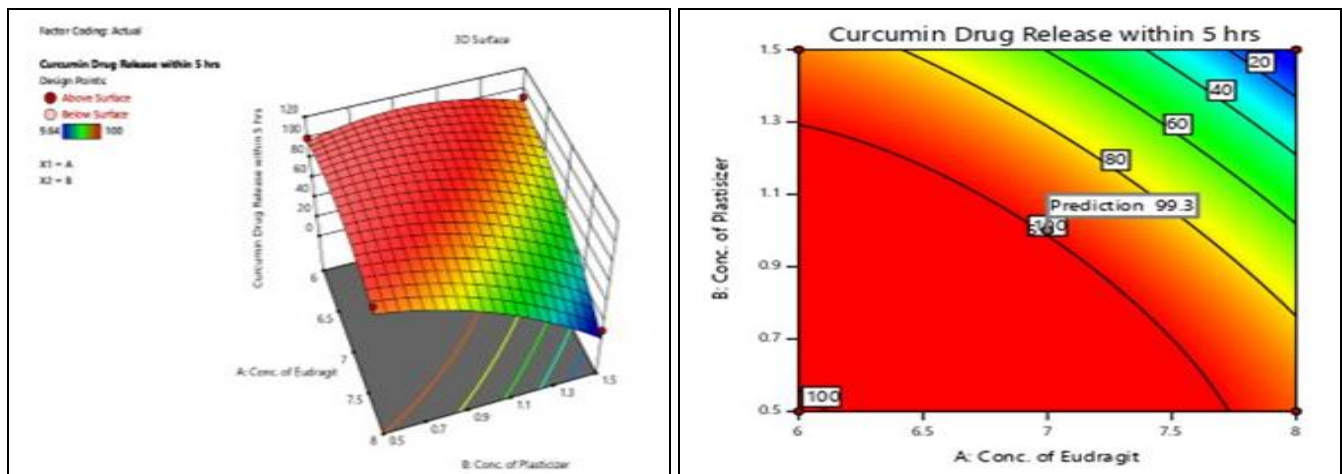 Factor Coding: Actual
3D Surface
Curcumin Drug Release within 5 hrs
Design Points:
Above Surface
Below Surface
9.64 100
X1 = A
X2 = B
Curcumin Drug Release within 5 hrs
120
100
80
60
40
20
0
6
6.5
7
7.5
8
A: Conc. of Eudragit
0.5
0.7
0.9
1.1
1.3
1.5
B: Conc. of Plasticizer
Curcumin Drug Release within 5 hrs
B: Conc. of Plastisizer
1.5
1.3
1.1
0.9
0.7
0.5
20
40
60
80
Prediction 99.3
100
6
6.5
7
7.5
8
A: Conc. of Eudragit